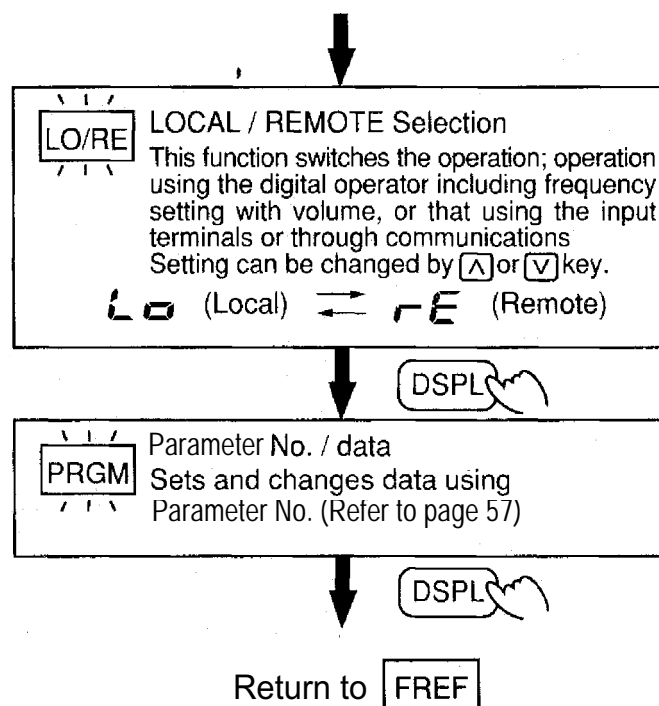 LO/RE
LOCAL / REMOTE Selection
This function switches the operation; operation
using the digital operator including frequency
setting with volume, or that using the input
terminals or through communications
Setting can be changed by ∧ or ∨ key.
Lo (Local) ⇄ rE (Remote)
DSPL
PRGM
Parameter No. / data
Sets and changes data using
Parameter No. (Refer to page 57)
DSPL
Return to FREF